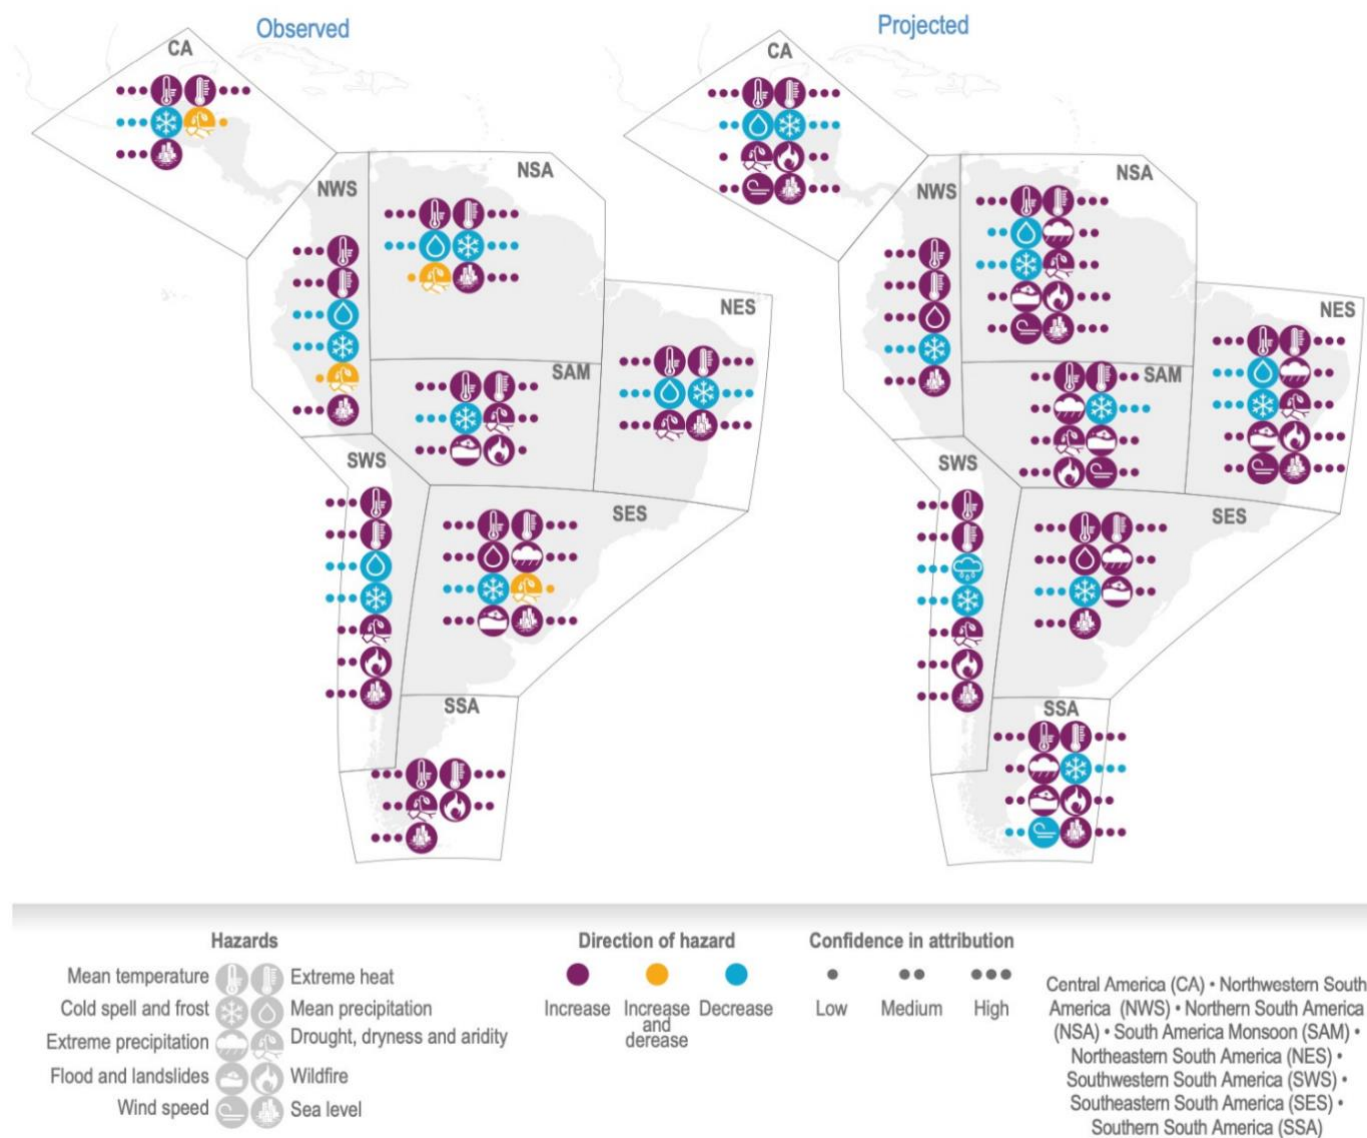 Observed
Projected
CA
NWS
NSA
NES
SAM
SWS
SES
SSA
CA
NWS
NSA
NES
SAM
SWS
SES
SSA
Hazards
Mean temperature
Extreme heat
Cold spell and frost
Mean precipitation
Extreme precipitation
Drought, dryness and aridity
Flood and landslides
Wildfire
Wind speed
Sea level
Direction of hazard
Increase
Increase
and
derease
Decrease
Confidence in attribution
Low
Medium
High
Central America (CA) • Northwestern South
America (NWS) • Northern South America
(NSA) • South America Monsoon (SAM) •
Northeastern South America (NES) •
Southwestern South America (SWS) •
Southeastern South America (SES) •
Southern South America (SSA)